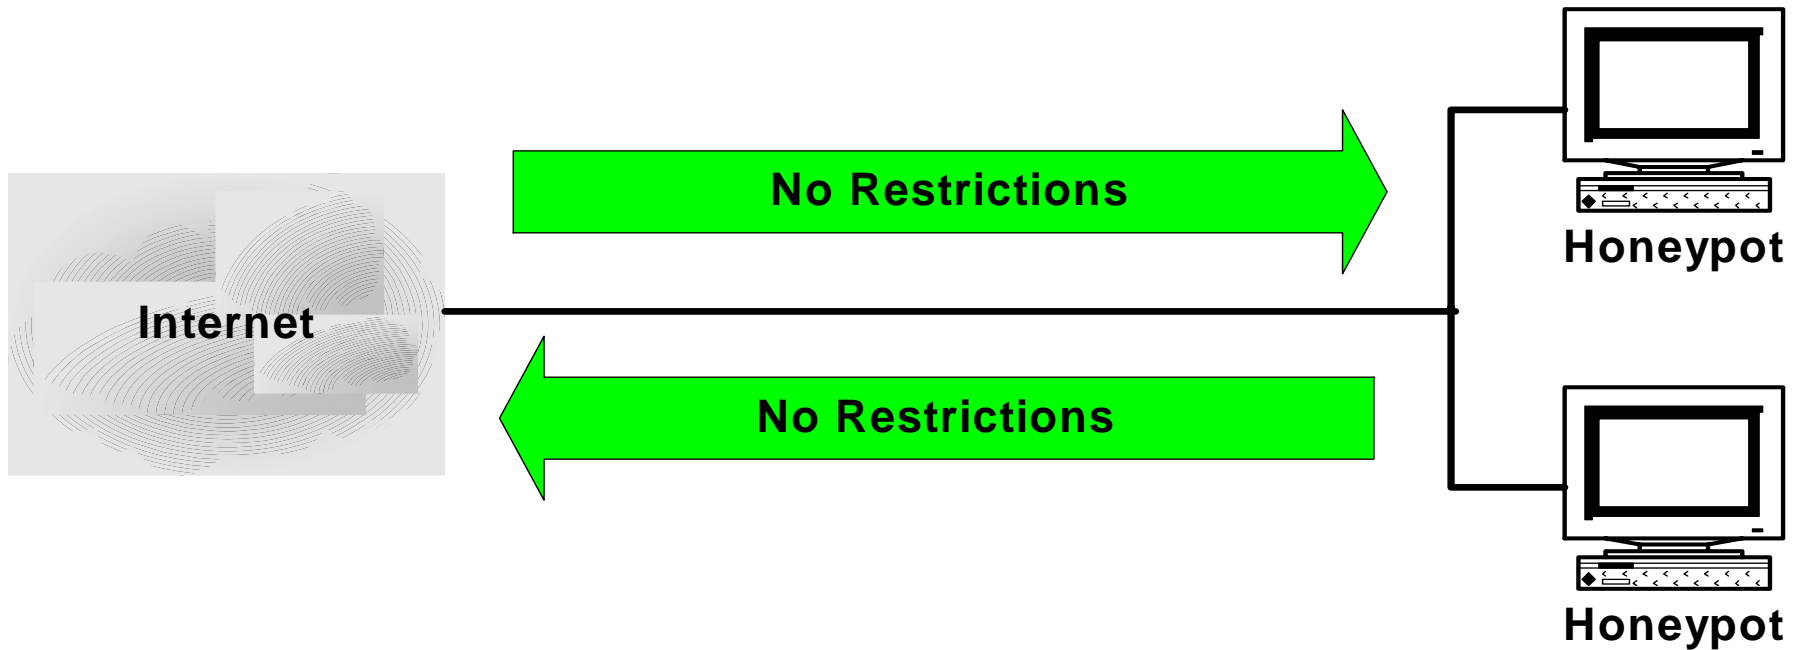 No Restrictions
Honeypot
Internet
No Restrictions
Honeypot